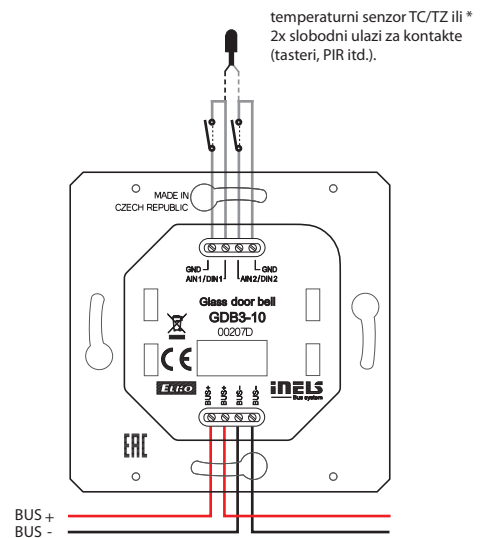 temperaturni senzor TC/TZ ili *
2x slobodni ulazi za kontakte
(tasteri, PIR itd.).
MADE IN
CZECH REPUBLIC
GND
GND
AIN1/DIN1
AIN2/DIN2
Glass door bell
GDB3-10
00207D
CE
ELKO
iNELS
Bus system
BUS+
BUS+
BUS-
BUS-
EAC
BUS +
BUS -